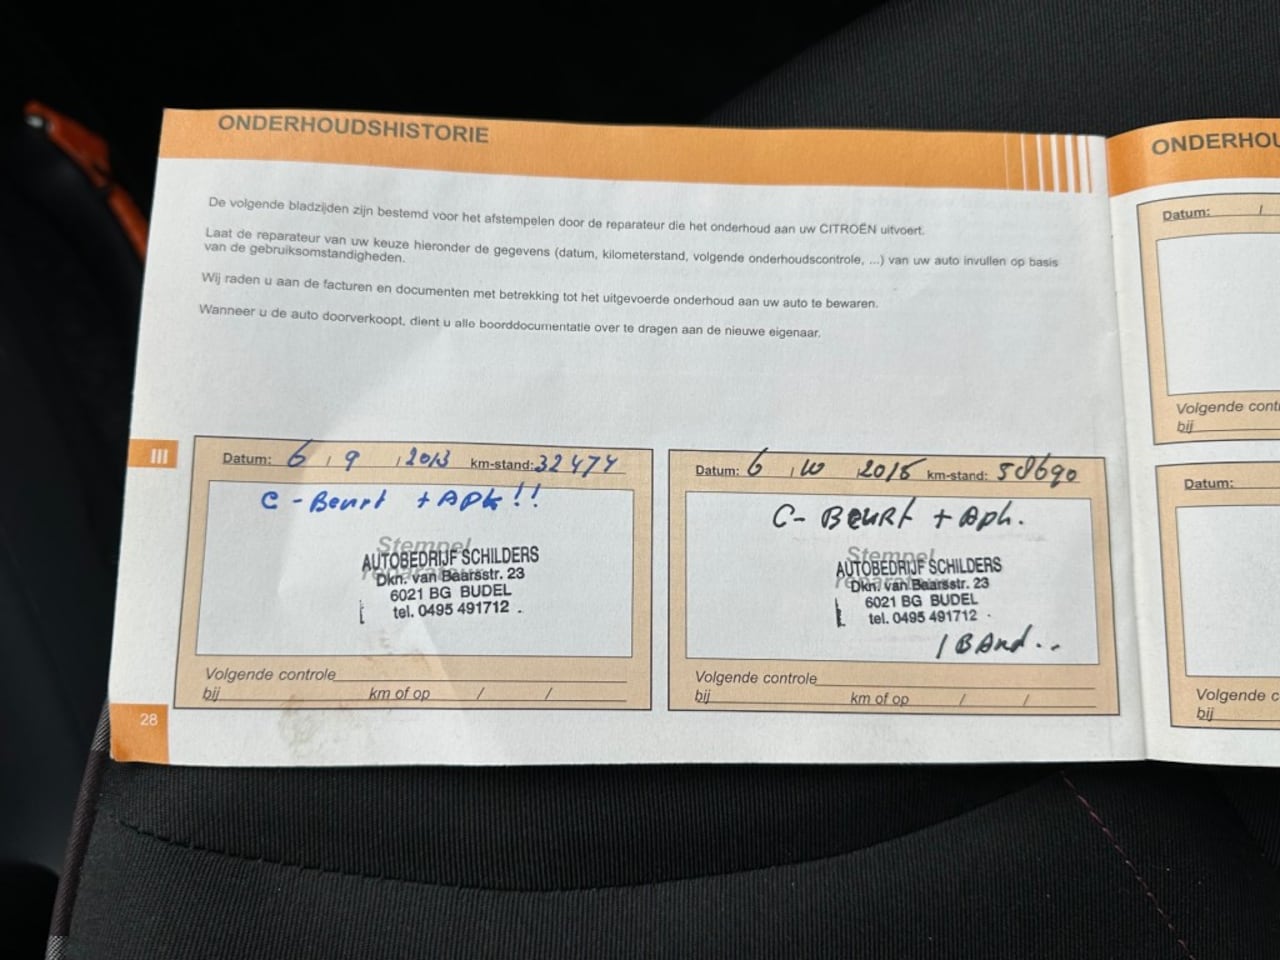 ONDERHOUDSHISTORIE
De volgende bladzijden zijn bestemd voor het afstempelen door de reparateur die het onderhoud aan uw CITROËN uitvoert.
Laat de reparateur van uw keuze hieronder de gegevens (datum, kilometerstand, volgende onderhoudscontrole, ...) van uw auto invullen op basis
van de gebruiksomstandigheden.
Wij raden u aan de facturen en documenten met betrekking tot het uitgevoerde onderhoud aan uw auto te bewaren.
Wanneer u de auto doorverkoopt, dient u alle boorddocumentatie over te dragen aan de nieuwe eigenaar.
III
Datum: 6 / 9 / 2013 km-stand: 32474
C-Beurt + APK!!
Stempel
reparateur
AUTOBEDRIJF SCHILDERS
Dkn. van Baarsstr. 23
6021 BG BUDEL
tel. 0495 491712
Volgende controle
bij km of op / /
Datum: 6 / 10 / 2015 km-stand: 58690
C- BEURT + Apk.
Stempel
reparateur
AUTOBEDRIJF SCHILDERS
Dkn. van Baarsstr. 23
6021 BG BUDEL
tel. 0495 491712
1 BAnd..
Volgende controle
bij km of op / /
28
ONDERHOU
Datum: /
Volgende cont
bij
Datum:
Volgende c
bij